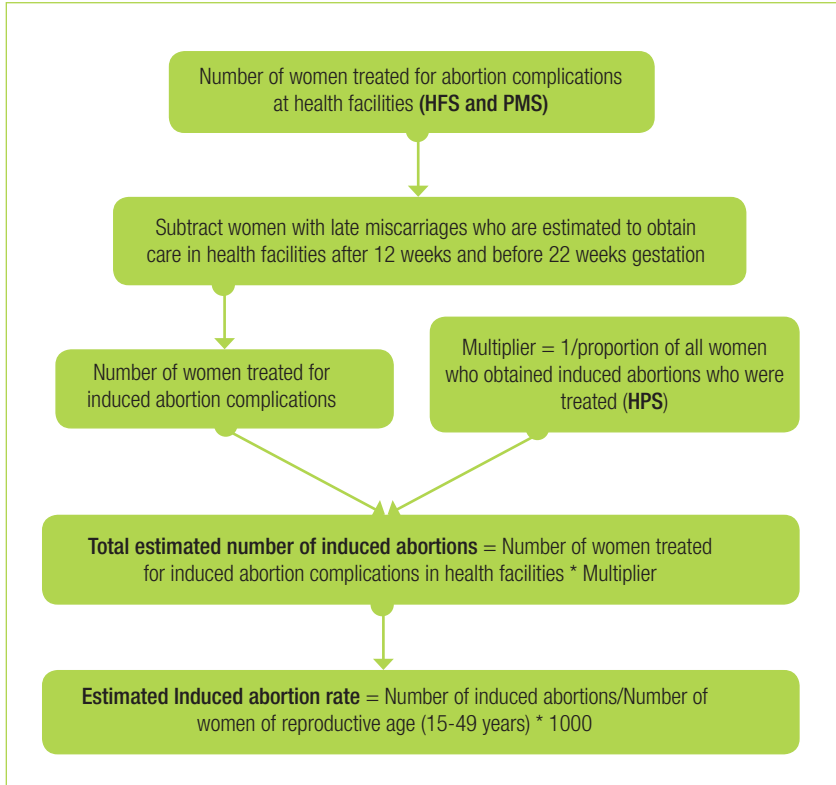 Number of women treated for abortion complications
at health facilities (HFS and PMS)
Subtract women with late miscarriages who are estimated to obtain
care in health facilities after 12 weeks and before 22 weeks gestation
Number of women treated for
induced abortion complications
Multiplier = 1/proportion of all women
who obtained induced abortions who were
treated (HPS)
Total estimated number of induced abortions = Number of women treated
for induced abortion complications in health facilities * Multiplier
Estimated Induced abortion rate = Number of induced abortions/Number of
women of reproductive age (15-49 years) * 1000